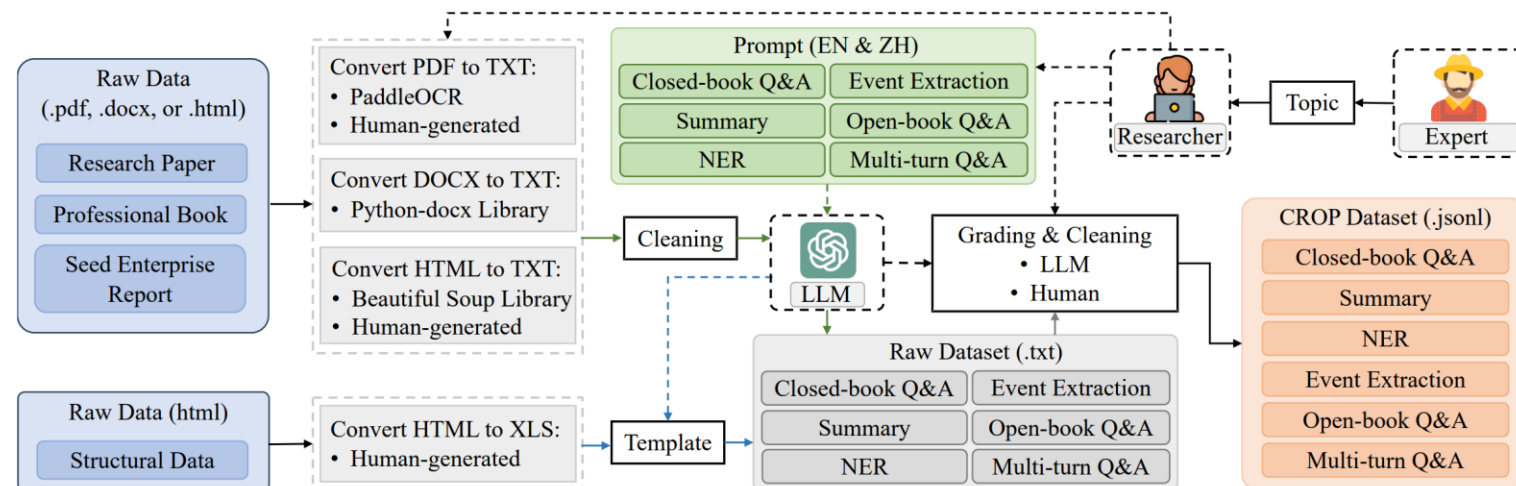 Raw Data
(.pdf, .docx, or .html)
Research Paper
Professional Book
Seed Enterprise
Report
Raw Data (html)
Structural Data
Convert PDF to TXT:
• PaddleOCR
• Human-generated
Convert DOCX to TXT:
• Python-docx Library
Convert HTML to TXT:
• Beautiful Soup Library
• Human-generated
Convert HTML to XLS:
• Human-generated
Cleaning
Template
Prompt (EN & ZH)
Closed-book Q&A
Event Extraction
Summary
Open-book Q&A
NER
Multi-turn Q&A
LLM
Raw Dataset (.txt)
Closed-book Q&A
Event Extraction
Summary
Open-book Q&A
NER
Multi-turn Q&A
Researcher
Topic
Expert
Grading & Cleaning
• LLM
• Human
CROP Dataset (.jsonl)
Closed-book Q&A
Summary
NER
Event Extraction
Open-book Q&A
Multi-turn Q&A